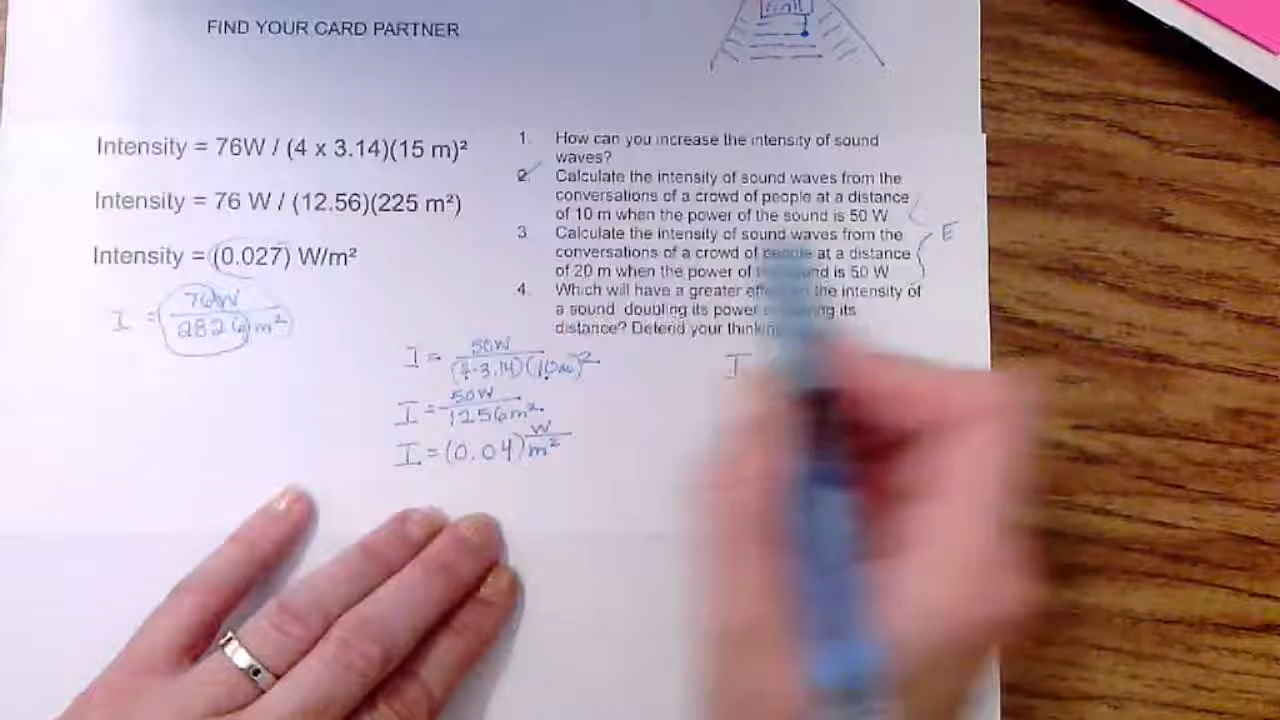 FIND YOUR CARD PARTNER
Intensity = 76W / (4 x 3.14)(15 m)²
Intensity = 76 W / (12.56)(225 m²)
Intensity = (0.027) W/m²
I = 76W
2826 m²
1. How can you increase the intensity of sound
waves?
2. Calculate the intensity of sound waves from the
conversations of a crowd of people at a distance
of 10 m when the power of the sound is 50 W
3. Calculate the intensity of sound waves from the
conversations of a crowd of people at a distance
of 20 m when the power of sound is 50 W
4. Which will have a greater the intensity of
a sound doubling its power its
distance? Defend your
E
I = 50W
(4·3.14)(10m)²
I = 50W
1256m²
I = (0.04) W
m²
I